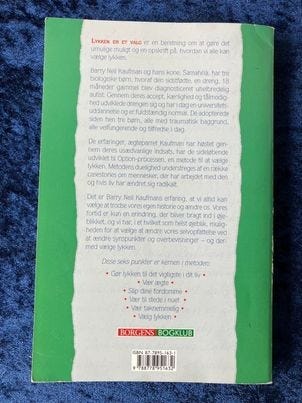 LYKKEN ER ET VALG er en beretning om at gøre det
umulige muligt og en opskrift på, hvordan vi alle kan
vælge lykken.
Barry Neil Kaufman og hans kone, Samahria, har tre
biologiske børn, hvoraf den sidstfødte, en dreng, 18
måneder gammel blev diagnosticeret uhelbredelig
autist. Gennem deres accept, kærlighed og tålmodig-
hed udviklede drengen sig og har i dag en universitets-
uddannelse og er fuldstændig normal. De adopterede
siden hen tre børn, alle med traumatisk baggrund,
alle velfungerende og tilfredse i dag.
De erfaringer, ægteparret Kaufman har høstet gen-
nem deres usædvanlige indsats, har de sidenhen
udviklet til Option-processen, en metode til at vælge
lykken. Metodens duelighed understreges af en række
casestories om mennesker, der har arbejdet med den
og hvis liv har ændret sig radikalt.
Det er Barry Neil Kaufmans erfaring, at vi altid kan
vælge at trodse vores egen historie og ændre os. Vores
fortid er kun en erindring, der bliver bragt ind i øje-
blikket, og vi har, i et hvilket som helst øjeblik, mulig-
heden for at vælge at ændre vores selvopfattelse ved
at ændre synspunkter og overbevisninger – og der-
med vælge lykken.
Disse seks punkter er kernen i metoden:
• Gør lykken til det vigtigste i dit liv •
• Vær ægte •
• Slip dine fordomme •
• Vær til stede i nuet •
• Vær taknemmelig •
• Vælg lykken •
BORGENS BOGKLUB
ISBN 87-7895-163-1
9 788778 951632